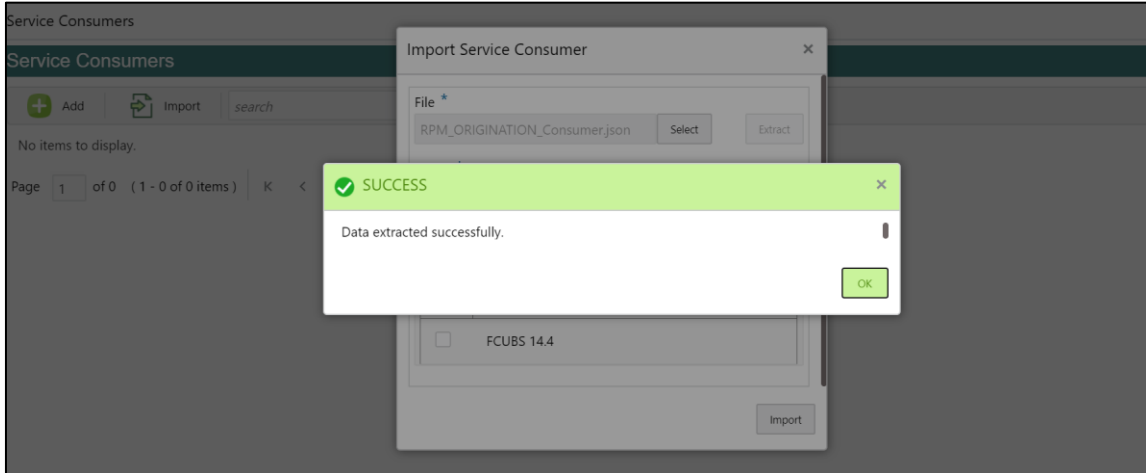 Service Consumers
Service Consumers
Add Import search
No items to display.
Page 1 of 0 ( 1 - 0 of 0 items ) K <
Import Service Consumer ×
File *
RPM_ORIGINATION_Consumer.json Select Extract
SUCCESS ×
Data extracted successfully.
OK
FCUBS 14.4
Import